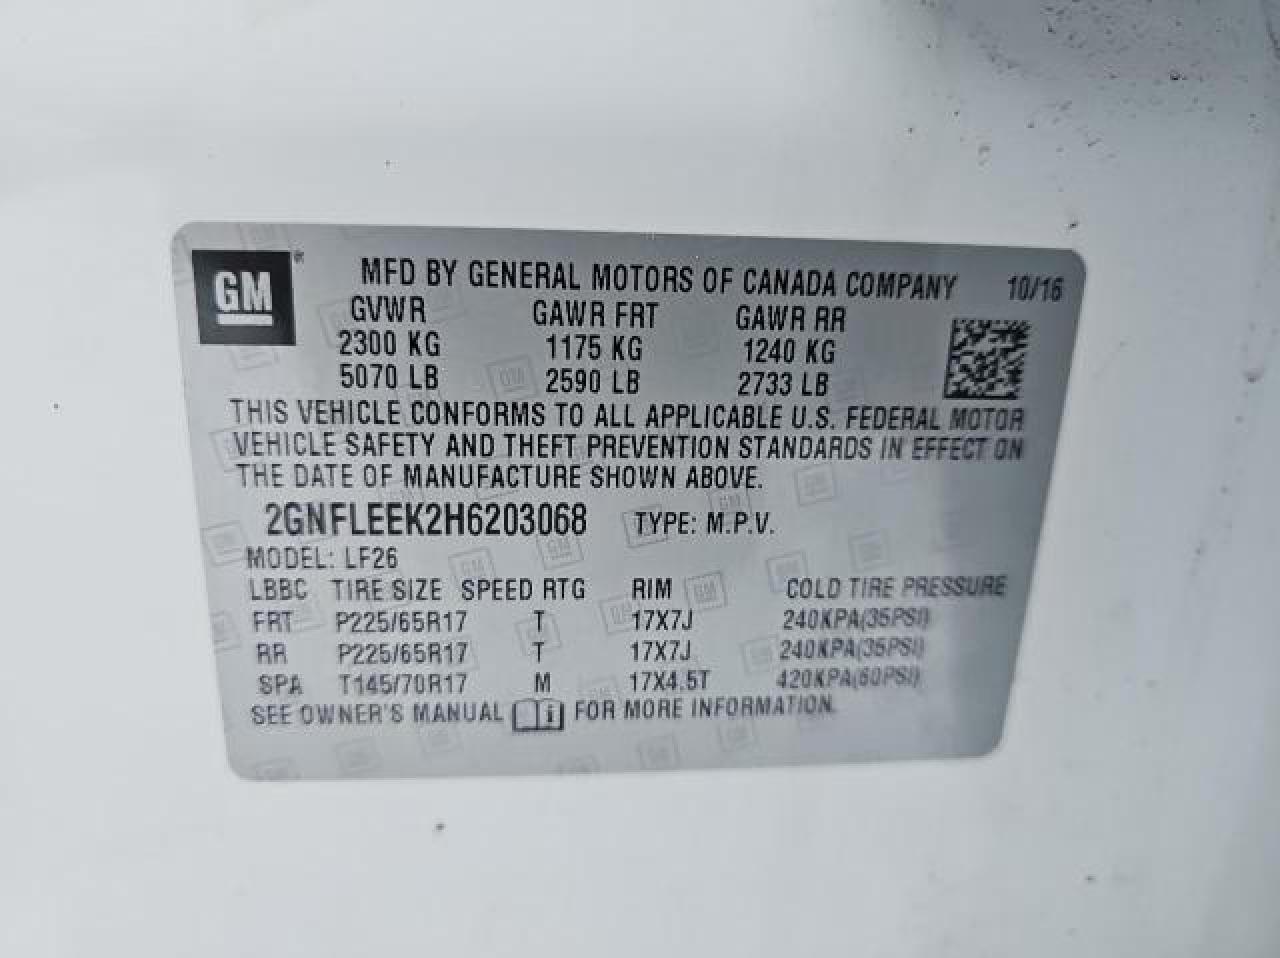 GM
MFD BY GENERAL MOTORS OF CANADA COMPANY 10/16
GVWR GAWR FRT GAWR RR
2300 KG 1175 KG 1240 KG
5070 LB 2590 LB 2733 LB
THIS VEHICLE CONFORMS TO ALL APPLICABLE U.S. FEDERAL MOTOR
VEHICLE SAFETY AND THEFT PREVENTION STANDARDS IN EFFECT ON
THE DATE OF MANUFACTURE SHOWN ABOVE.
2GNFLEEK2H6203068 TYPE: M.P.V.
MODEL: LF26
LBBC TIRE SIZE SPEED RTG RIM COLD TIRE PRESSURE
FRT P225/65R17 T 17X7J 240KPA(35PSI)
RR P225/65R17 T 17X7J 240KPA(35PSI)
SPA T145/70R17 M 17X4.5T 420KPA(60PSI)
SEE OWNER'S MANUAL i FOR MORE INFORMATION.